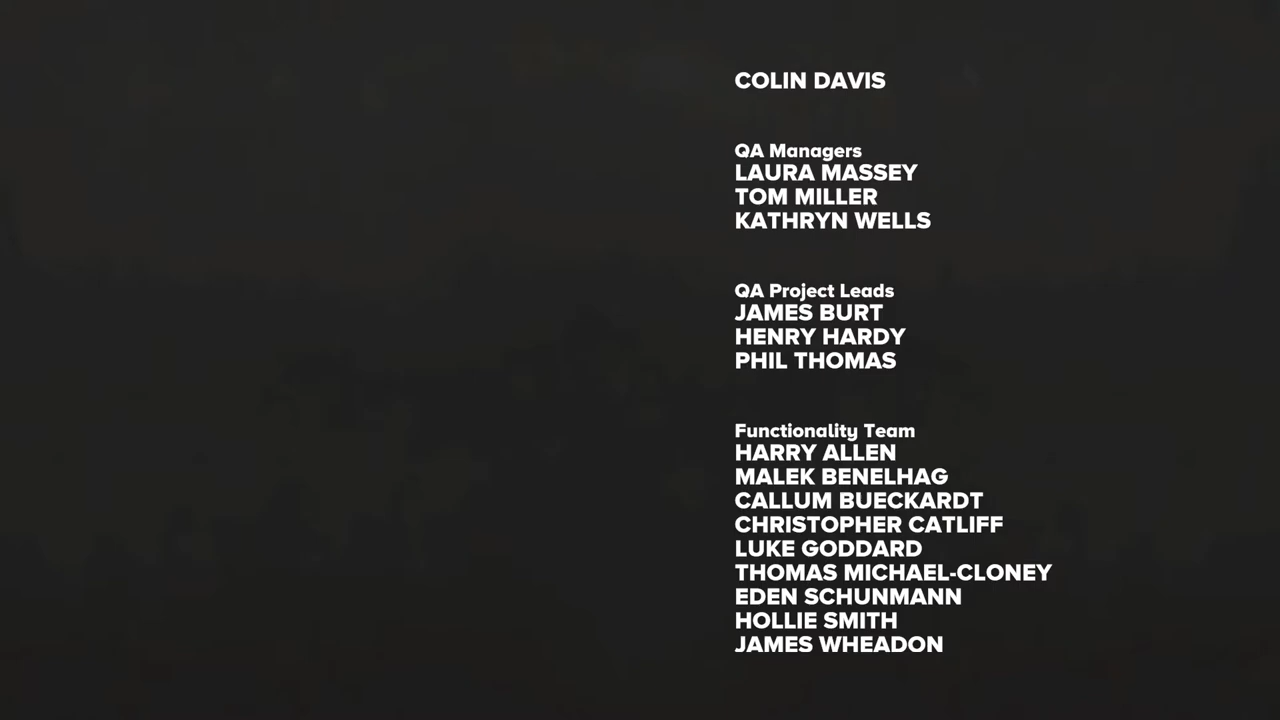 COLIN DAVIS
QA Managers
LAURA MASSEY
TOM MILLER
KATHRYN WELLS
QA Project Leads
JAMES BURT
HENRY HARDY
PHIL THOMAS
Functionality Team
HARRY ALLEN
MALEK BENELHAG
CALLUM BUECKARDT
CHRISTOPHER CATLIFF
LUKE GODDARD
THOMAS MICHAEL-CLONEY
EDEN SCHUNMANN
HOLLIE SMITH
JAMES WHEADON